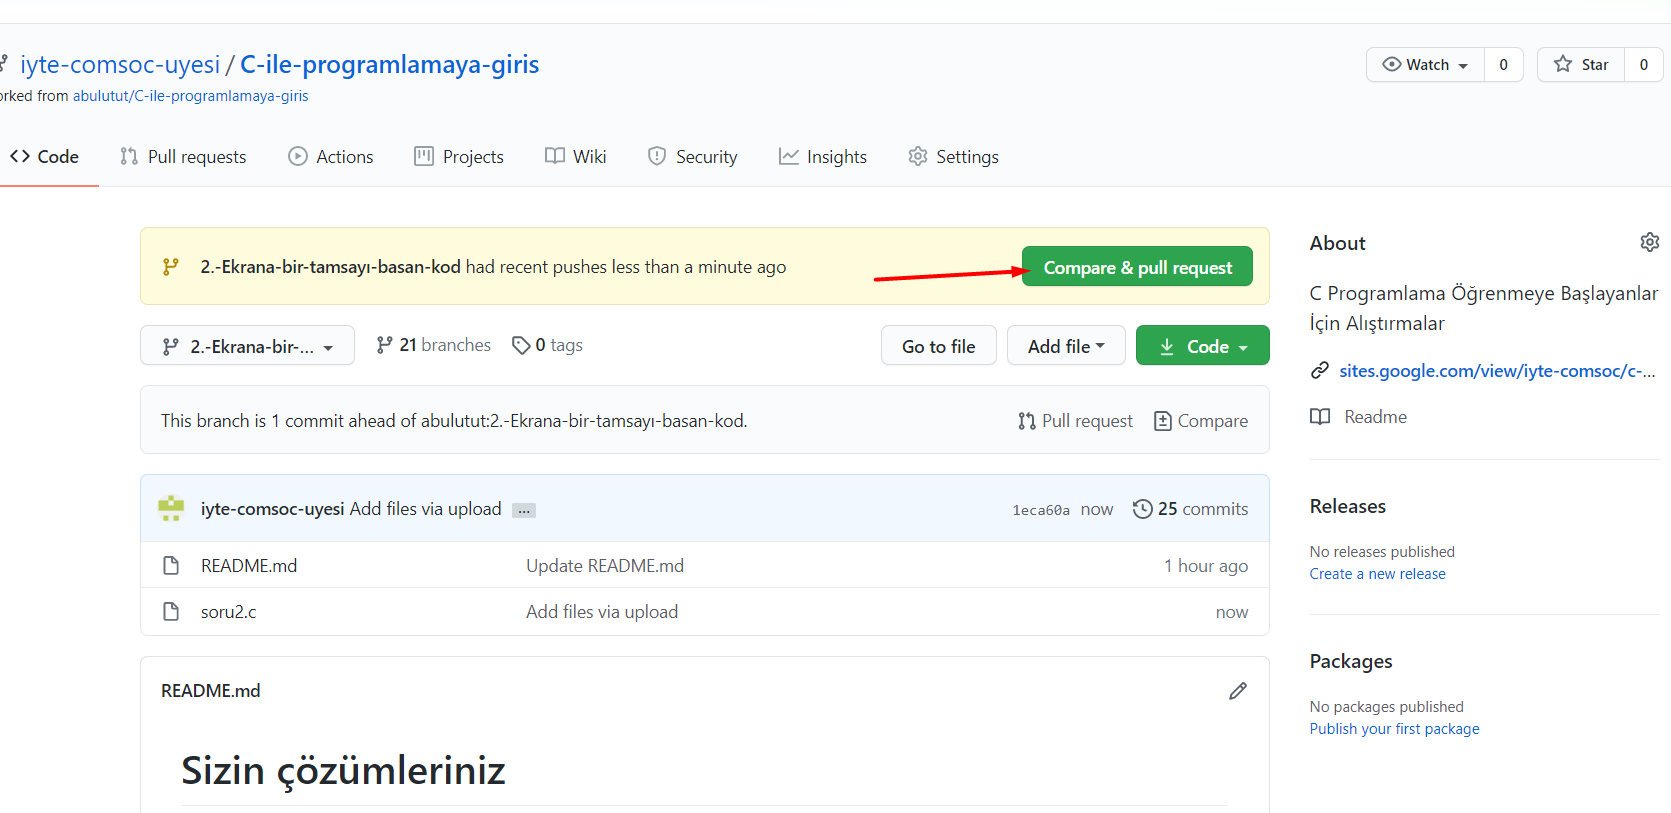 iyte-comsoc-uyesi / C-ile-programlamaya-giris
Watch 0 Star 0
orked from abulutut/C-ile-programlamaya-giris
Code Pull requests Actions Projects Wiki Security Insights Settings
2.-Ekrana-bir-tamsayı-basan-kod had recent pushes less than a minute ago
Compare & pull request
2.-Ekrana-bir-... 21 branches 0 tags Go to file Add file Code
This branch is 1 commit ahead of abulutut:2.-Ekrana-bir-tamsayı-basan-kod. Pull request Compare
iyte-comsoc-uyesi Add files via upload ... 1eca60a now 25 commits
README.md Update README.md 1 hour ago
soru2.c Add files via upload now
README.md
Sizin çözümleriniz
About
C Programlama Öğrenmeye Başlayanlar
İçin Alıştırmalar
sites.google.com/view/iyte-comsoc/c-...
Readme
Releases
No releases published
Create a new release
Packages
No packages published
Publish your first package